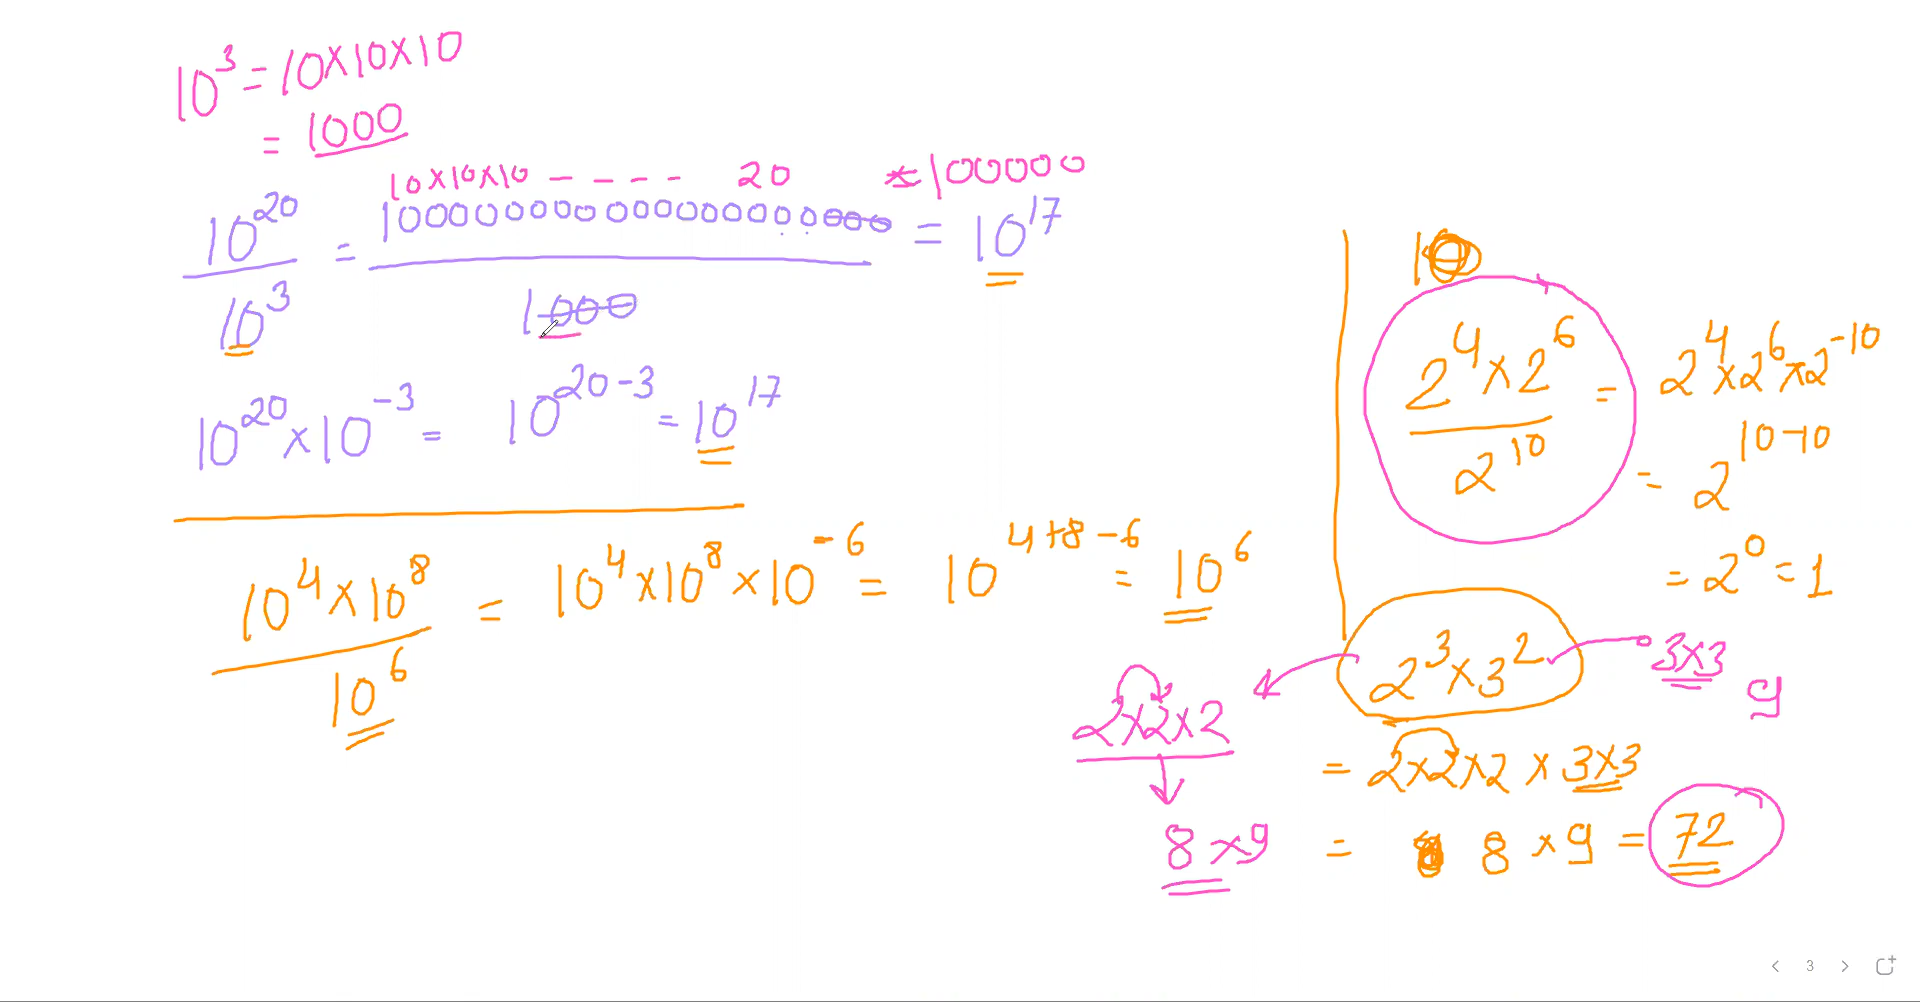 10³ = 10×10×10
= 1000
10×10×10 - - - - 20 = 100000
10²⁰/10³ = 100000000000000000000/1000 = 10¹⁷
10²⁰ × 10⁻³ = 10²⁰⁻³ = 10¹⁷
(10⁴ × 10⁸)/10⁶ = 10⁴ × 10⁸ × 10⁻⁶ = 10⁴⁺⁸⁻⁶ = 10⁶
(2⁴ × 2⁶)/2¹⁰ = 2⁴ × 2⁶ × 2⁻¹⁰
= 2¹⁰⁻¹⁰
= 2⁰ = 1
2³ × 3²
3×3
9
2×2×2
8 × 9
= 2×2×2 × 3×3
= 8 × 9 = 72
3